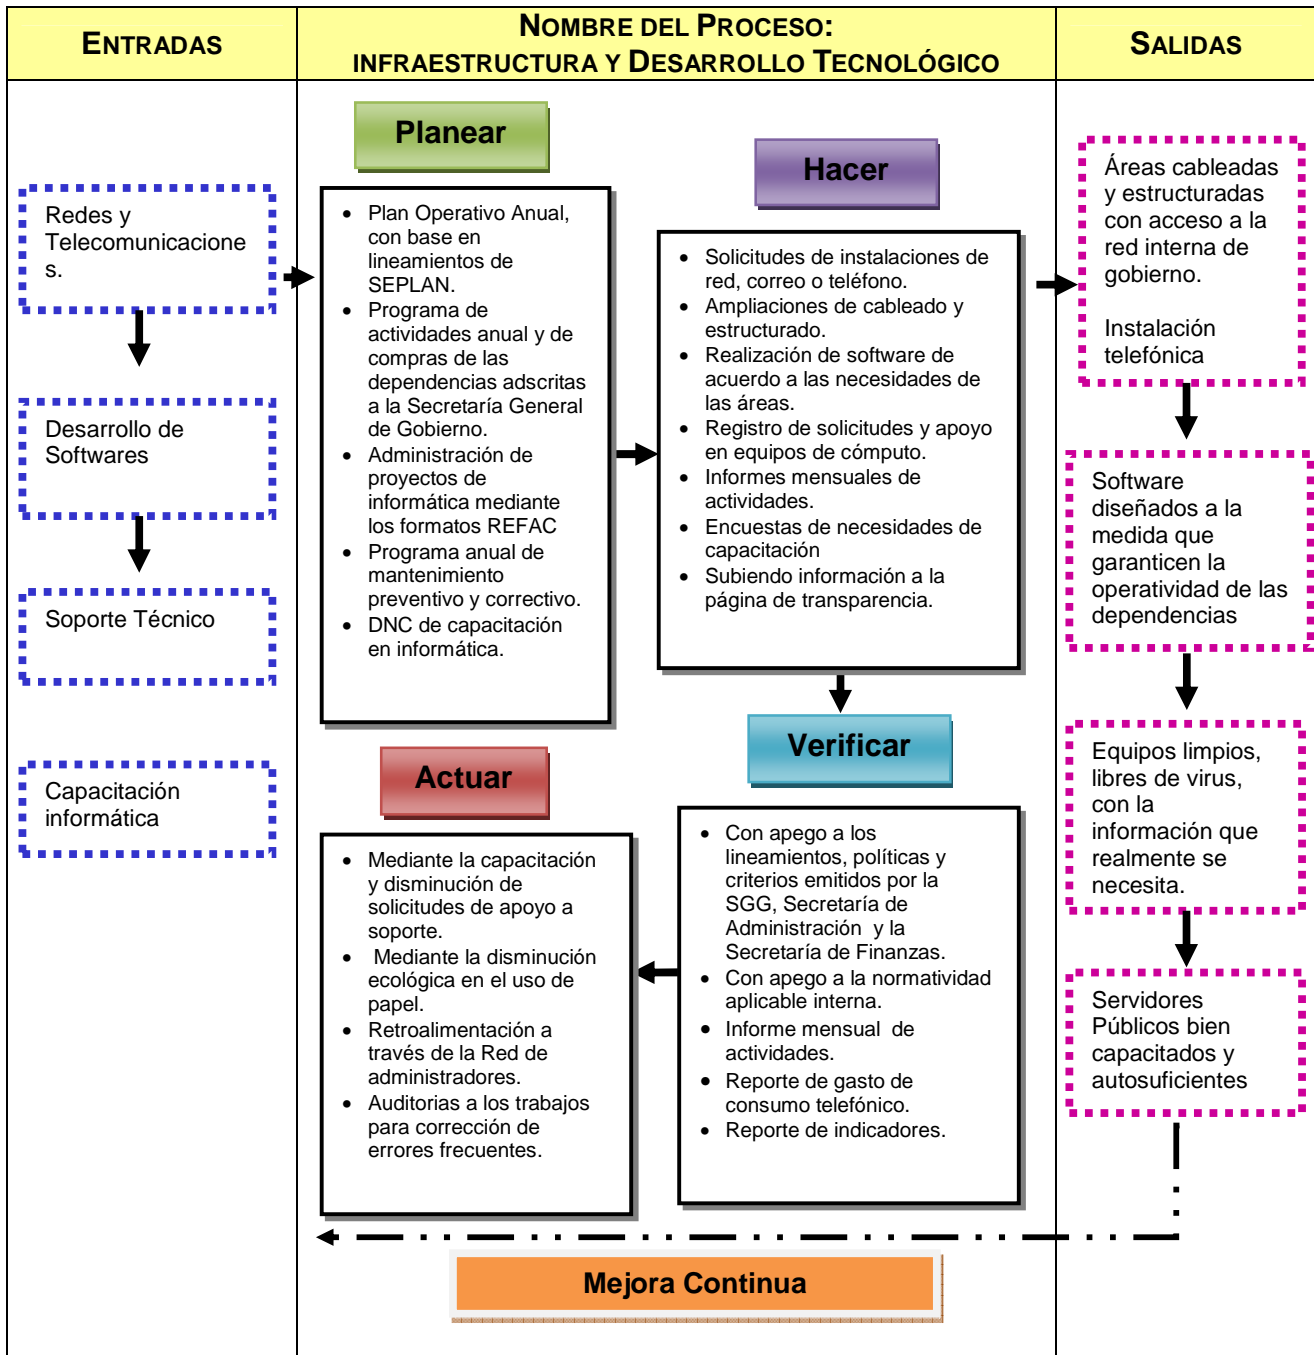 ENTRADAS
NOMBRE DEL PROCESO:
INFRAESTRUCTURA Y DESARROLLO TECNOLÓGICO
SALIDAS
Redes y
Telecomunicacione
s.
Desarrollo de
Softwares
Soporte Técnico
Capacitación
informática
Planear
• Plan Operativo Anual,
con base en
lineamientos de
SEPLAN.
• Programa de
actividades anual y de
compras de las
dependencias adscritas
a la Secretaría General
de Gobierno.
• Administración de
proyectos de
informática mediante
los formatos REFAC
• Programa anual de
mantenimiento
preventivo y correctivo.
• DNC de capacitación
en informática.
Hacer
• Solicitudes de instalaciones de
red, correo o teléfono.
• Ampliaciones de cableado y
estructurado.
• Realización de software de
acuerdo a las necesidades de
las áreas.
• Registro de solicitudes y apoyo
en equipos de cómputo.
• Informes mensuales de
actividades.
• Encuestas de necesidades de
capacitación
• Subiendo información a la
página de transparencia.
Verificar
• Con apego a los
lineamientos, políticas y
criterios emitidos por la
SGG, Secretaría de
Administración y la
Secretaría de Finanzas.
• Con apego a la normatividad
aplicable interna.
• Informe mensual de
actividades.
• Reporte de gasto de
consumo telefónico.
• Reporte de indicadores.
Actuar
• Mediante la capacitación
y disminución de
solicitudes de apoyo a
soporte.
• Mediante la disminución
ecológica en el uso de
papel.
• Retroalimentación a
través de la Red de
administradores.
• Auditorias a los trabajos
para corrección de
errores frecuentes.
Áreas cableadas
y estructuradas
con acceso a la
red interna de
gobierno.
Instalación
telefónica
Software
diseñados a la
medida que
garanticen la
operatividad de las
dependencias
Equipos limpios,
libres de virus,
con la
información que
realmente se
necesita.
Servidores
Públicos bien
capacitados y
autosuficientes
Mejora Continua